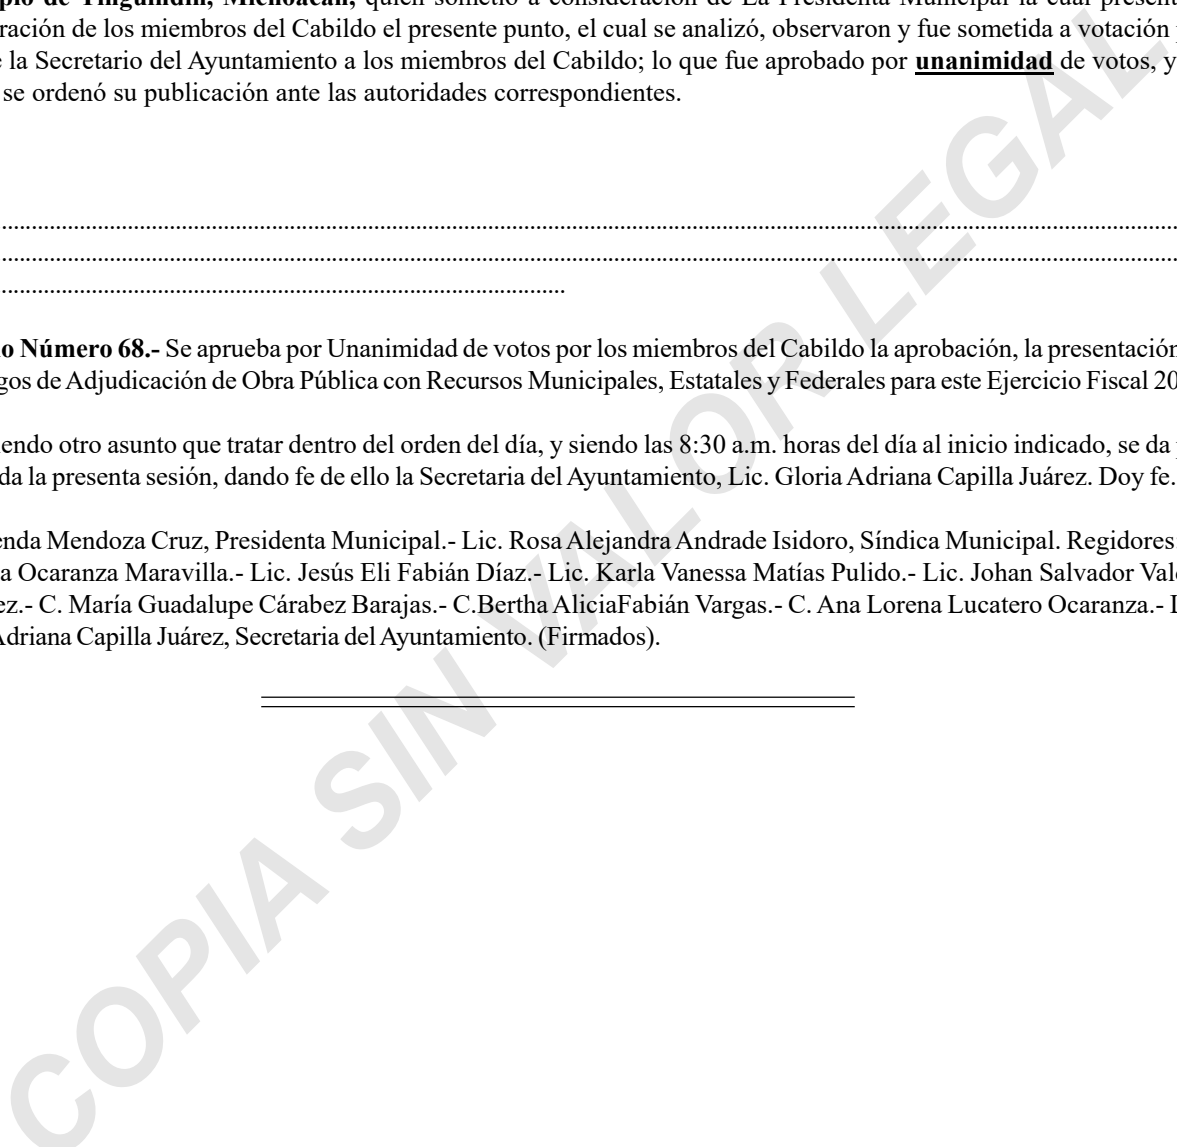 pio de Tingüindín, Michoacán, quien sometió a consideración de La Presidenta Municipal la cual present
ración de los miembros del Cabildo el presente punto, el cual se analizó, observaron y fue sometida a votación
e la Secretario del Ayuntamiento a los miembros del Cabildo; lo que fue aprobado por unanimidad de votos, y
se ordenó su publicación ante las autoridades correspondientes.
....................................................................................................
....................................................................................................
....................................................................................................
o Número 68.- Se aprueba por Unanimidad de votos por los miembros del Cabildo la aprobación, la presentación
gos de Adjudicación de Obra Pública con Recursos Municipales, Estatales y Federales para este Ejercicio Fiscal 20
iendo otro asunto que tratar dentro del orden del día, y siendo las 8:30 a.m. horas del día al inicio indicado, se da
da la presenta sesión, dando fe de ello la Secretaria del Ayuntamiento, Lic. Gloria Adriana Capilla Juárez. Doy fe.
enda Mendoza Cruz, Presidenta Municipal.- Lic. Rosa Alejandra Andrade Isidoro, Síndica Municipal. Regidores:
a Ocaranza Maravilla.- Lic. Jesús Eli Fabián Díaz.- Lic. Karla Vanessa Matías Pulido.- Lic. Johan Salvador Val
ez.- C. María Guadalupe Cárabez Barajas.- C.Bertha AliciaFabián Vargas.- C. Ana Lorena Lucatero Ocaranza.- L
Adriana Capilla Juárez, Secretaria del Ayuntamiento. (Firmados).
COPIA SIN VALOR LEGAL